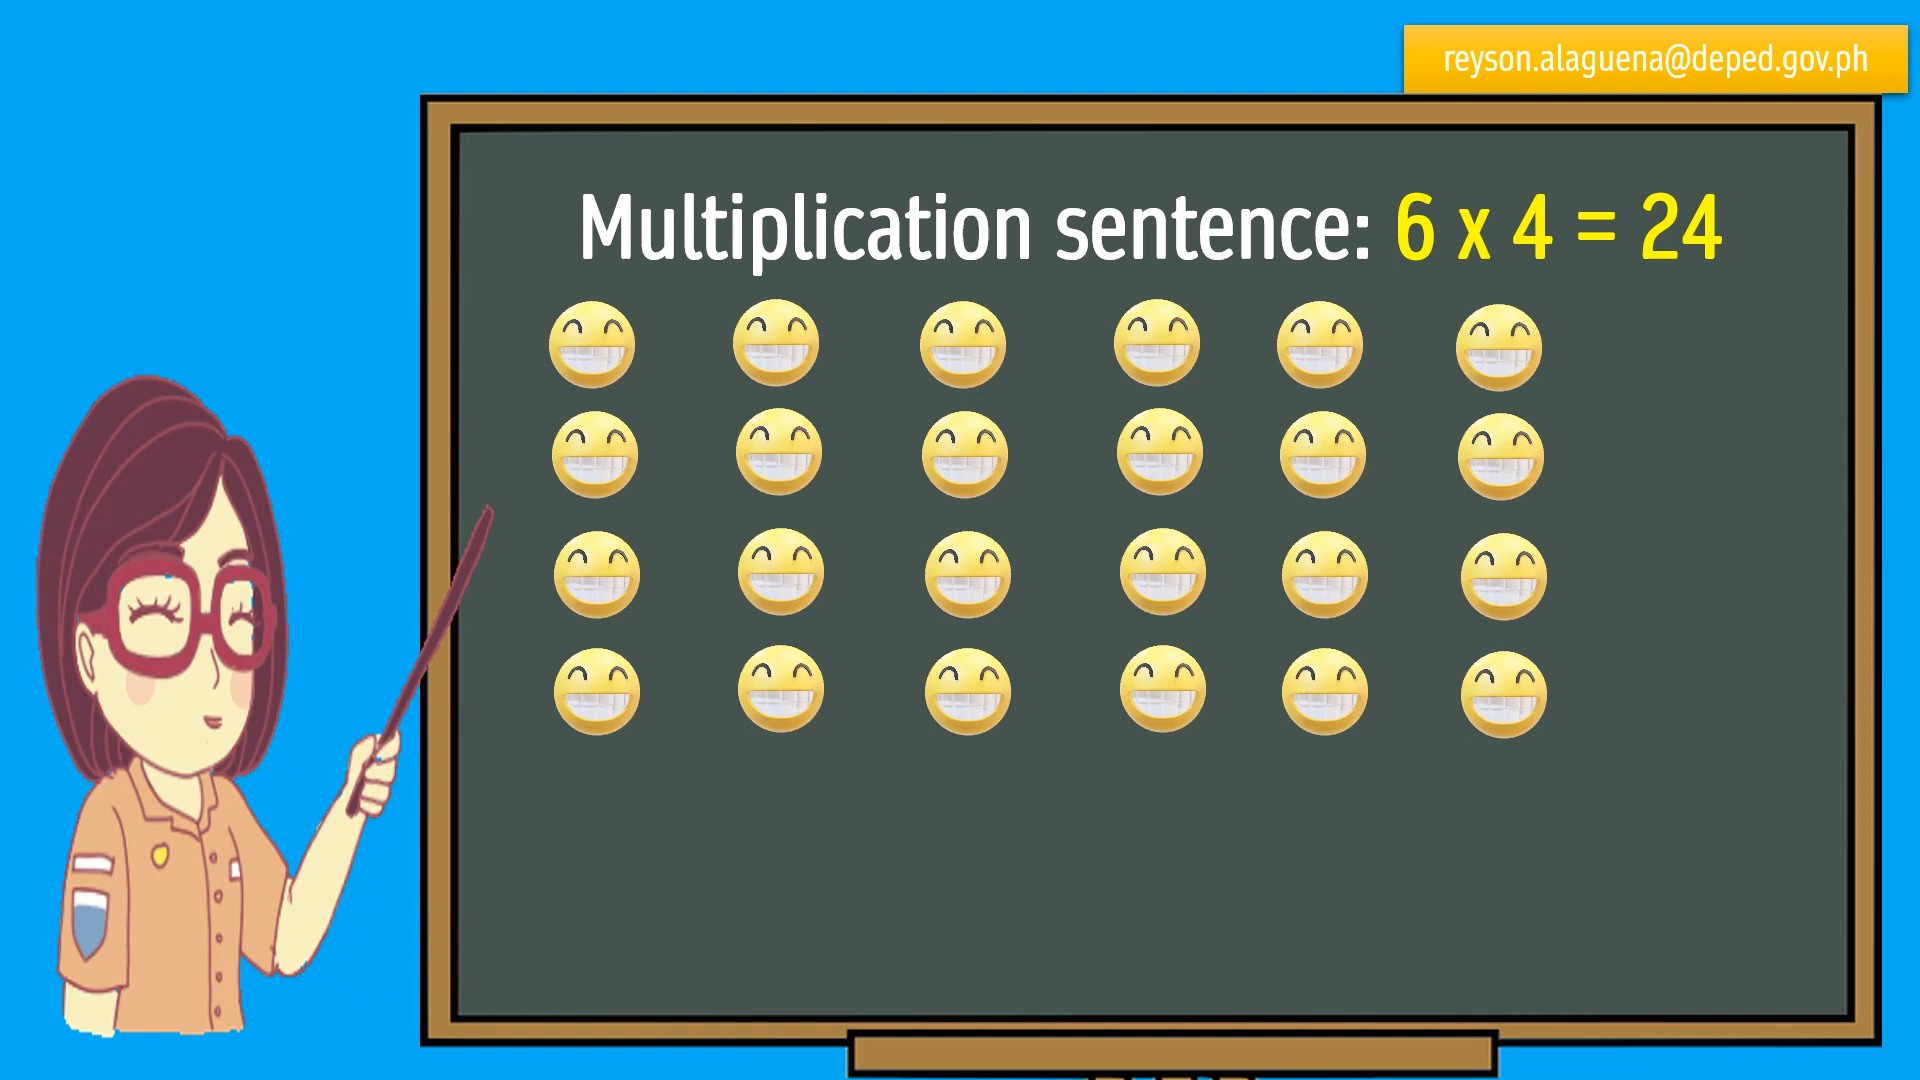 reyson.alaguena@deped.gov.ph
Multiplication sentence: 6 x 4 = 24